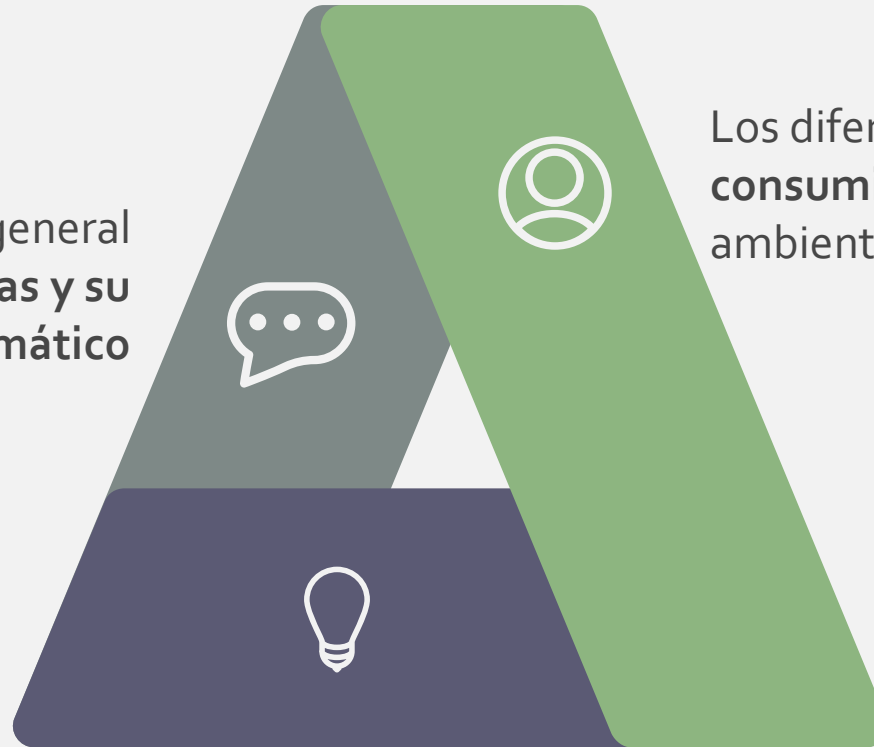 general
as y su
mático
Los difer
consum
ambient